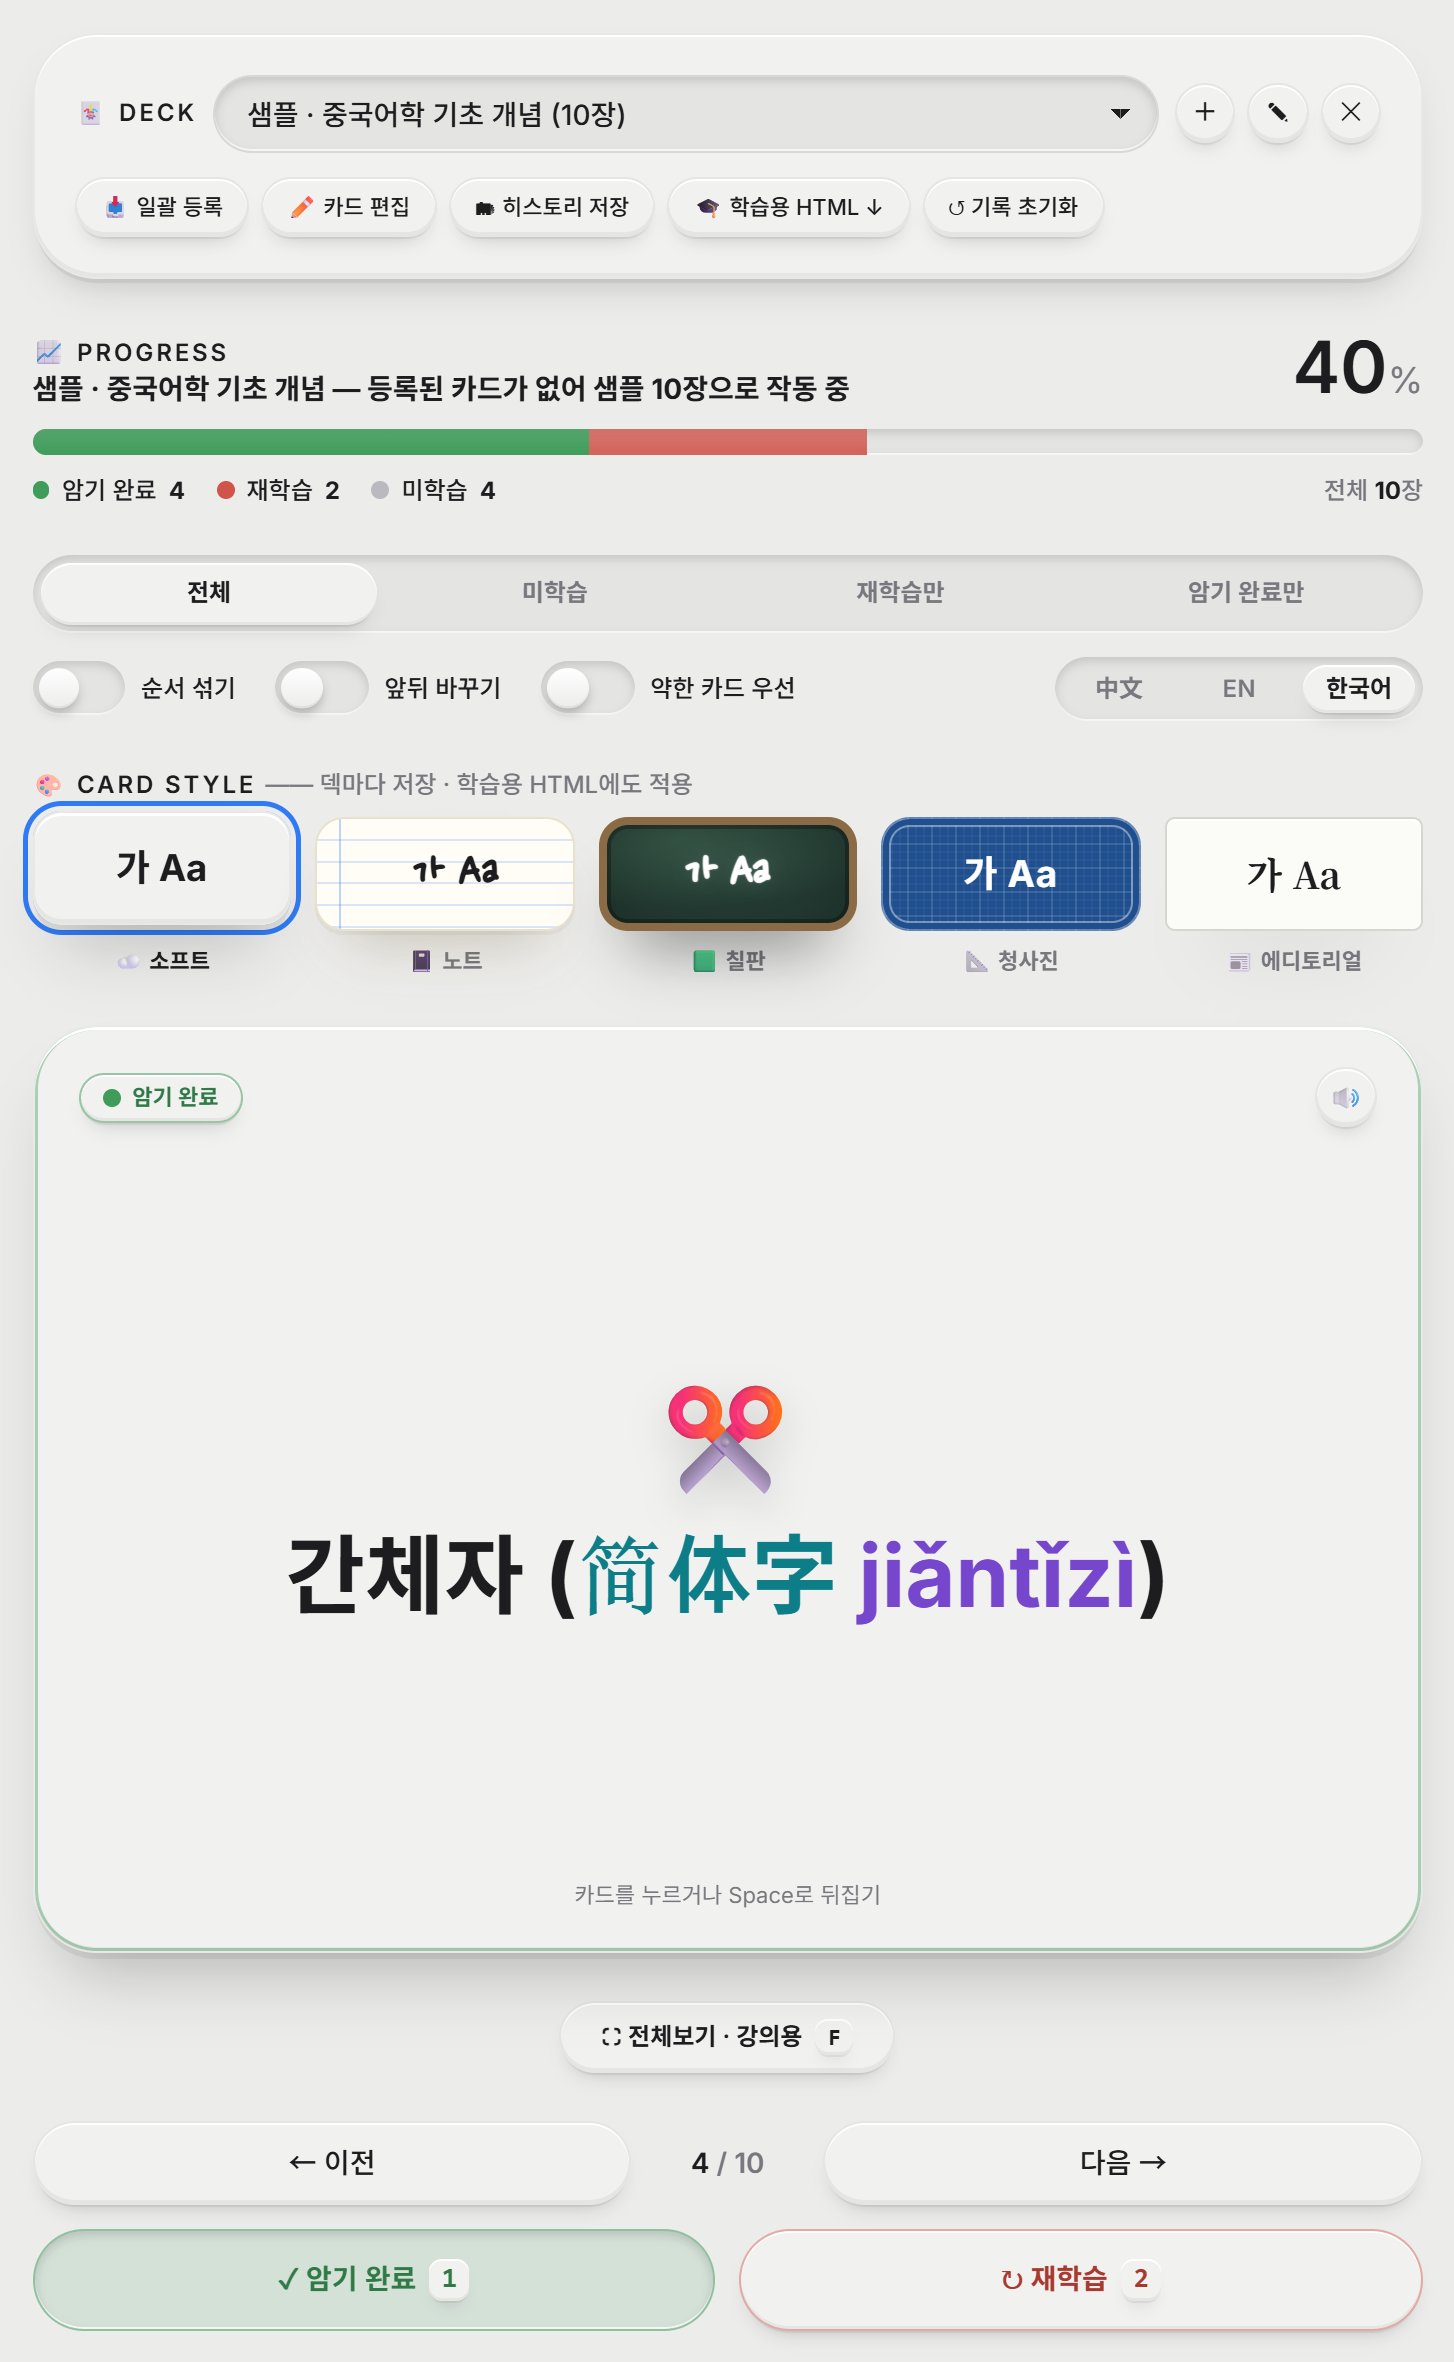 DECK
샘플 · 중국어학 기초 개념 (10장)
일괄 등록
카드 편집
히스토리 저장
학습용 HTML ↓
↺ 기록 초기화
PROGRESS
40%
샘플 · 중국어학 기초 개념 — 등록된 카드가 없어 샘플 10장으로 작동 중
암기 완료 4
재학습 2
미학습 4
전체 10장
전체
미학습
재학습만
암기 완료만
순서 섞기
앞뒤 바꾸기
약한 카드 우선
中文
EN
한국어
CARD STYLE —— 덱마다 저장 · 학습용 HTML에도 적용
가 Aa
가 Aa
가 Aa
가 Aa
가 Aa
소프트
노트
칠판
청사진
에디토리얼
암기 완료
간체자 (简体字 jiǎntǐzì)
카드를 누르거나 Space로 뒤집기
전체보기 · 강의용 F
← 이전
4 / 10
다음 →
✓ 암기 완료 1
↻ 재학습 2